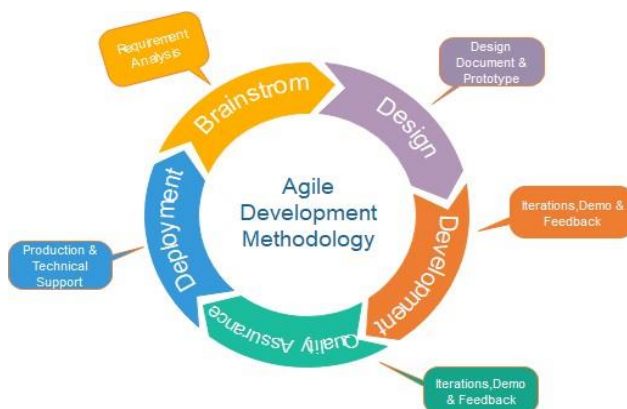 Requirement
Analysis
Brainstrom
Design
Design
Document &
Prototype
Development
Iterations,Demo &
Feedback
Quality Assurance
Iterations,Demo
& Feedback
Deployment
Production &
Technical
Support
Agile
Development
Methodology